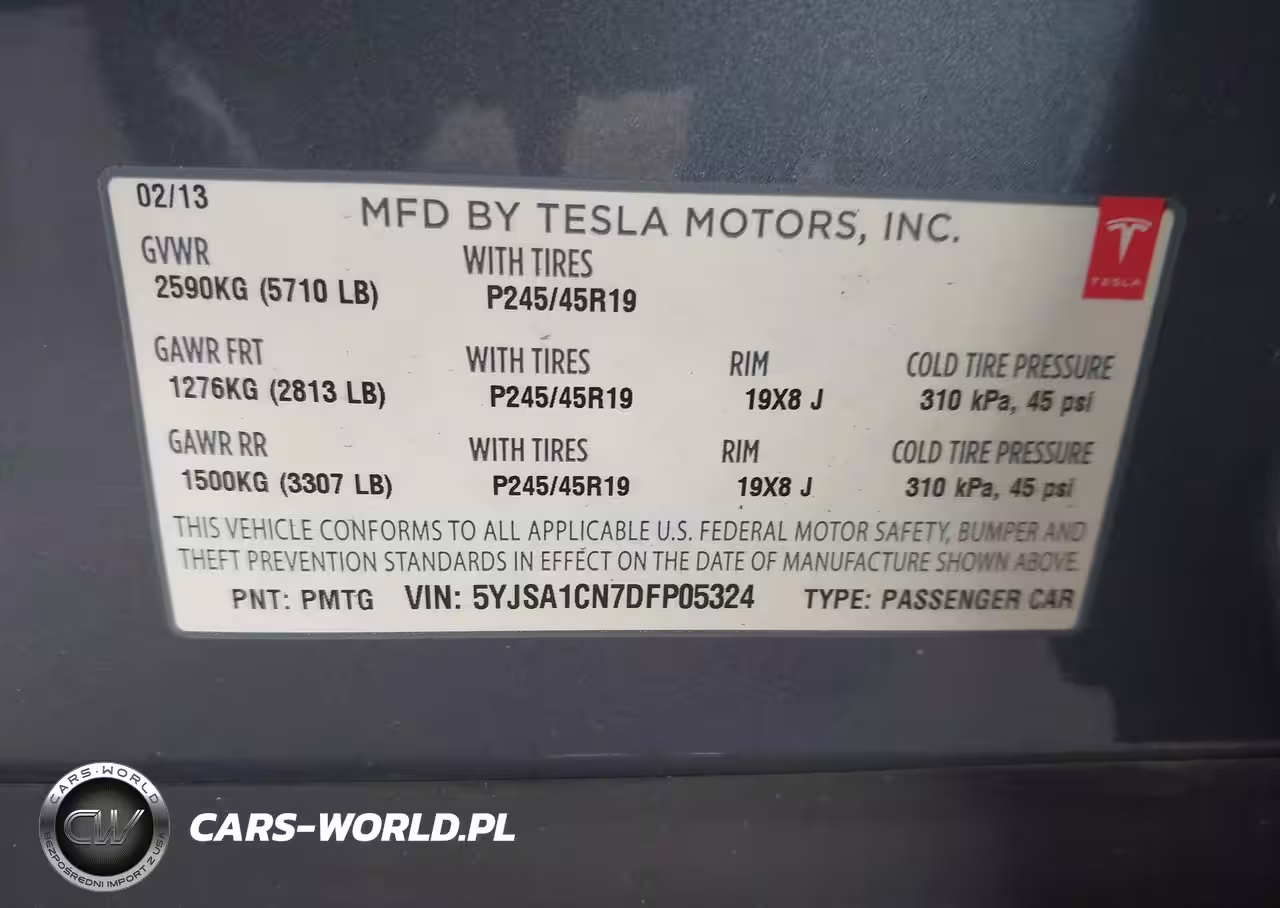 02/13
MFD BY TESLA MOTORS, INC.
GVWR WITH TIRES
2590KG (5710 LB) P245/45R19
TESLA
GAWR FRT WITH TIRES RIM COLD TIRE PRESSURE
1276KG (2813 LB) P245/45R19 19X8 J 310 kPa, 45 psi
GAWR RR WITH TIRES RIM COLD TIRE PRESSURE
1500KG (3307 LB) P245/45R19 19X8 J 310 kPa, 45 psi
THIS VEHICLE CONFORMS TO ALL APPLICABLE U.S. FEDERAL MOTOR SAFETY, BUMPER AND
THEFT PREVENTION STANDARDS IN EFFECT ON THE DATE OF MANUFACTURE SHOWN ABOVE.
PNT: PMTG VIN: 5YJSA1CN7DFP05324 TYPE: PASSENGER CAR
CARS-WORLD
CW
BEZPOŚREDNI IMPORT Z USA
CARS-WORLD.PL